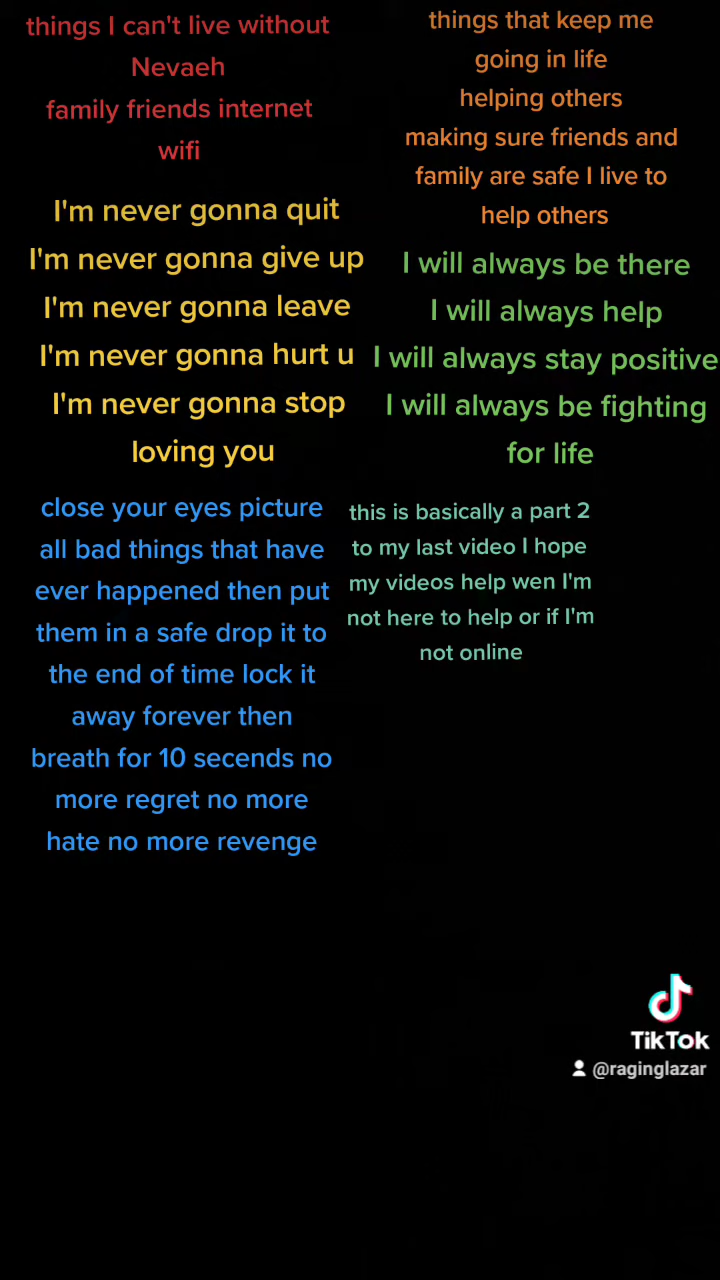 things I can't live without
Nevaeh
family friends internet
wifi
things that keep me
going in life
helping others
making sure friends and
family are safe I live to
help others
I'm never gonna quit
I'm never gonna give up
I'm never gonna leave
I'm never gonna hurt u
I'm never gonna stop
loving you
I will always be there
I will always help
I will always stay positive
I will always be fighting
for life
close your eyes picture
all bad things that have
ever happened then put
them in a safe drop it to
the end of time lock it
away forever then
breath for 10 secends no
more regret no more
hate no more revenge
this is basically a part 2
to my last video I hope
my videos help wen I'm
not here to help or if I'm
not online
TikTok
@raginglazar